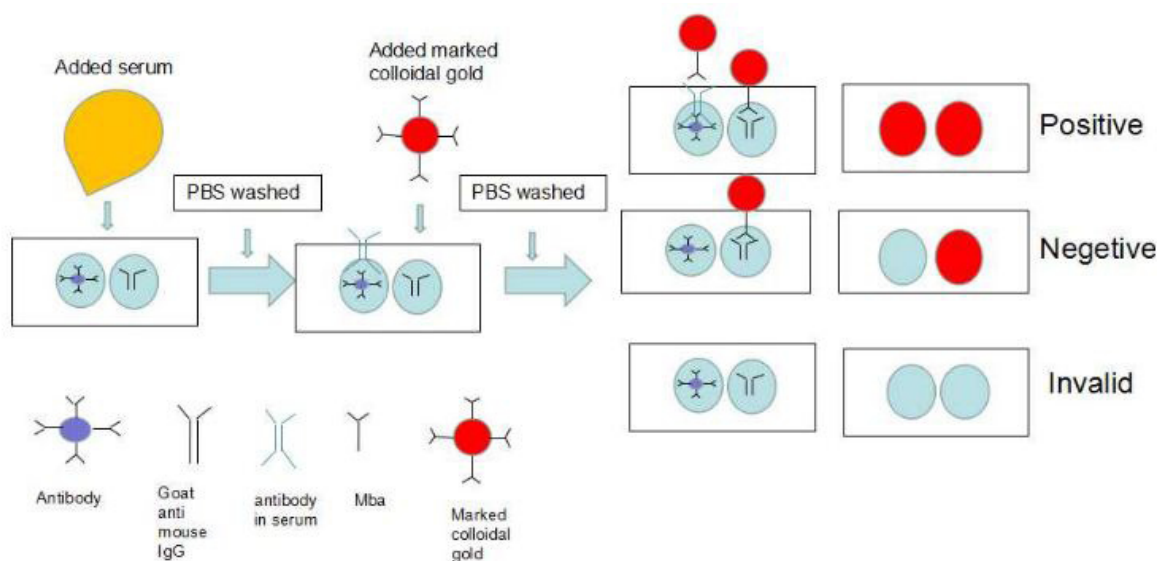 Added serum
PBS washed
Added marked
colloidal gold
PBS washed
Positive
Negetive
Invalid
Antibody
Goat
anti
mouse
IgG
antibody
in serum
Mba
Marked
colloidal
gold